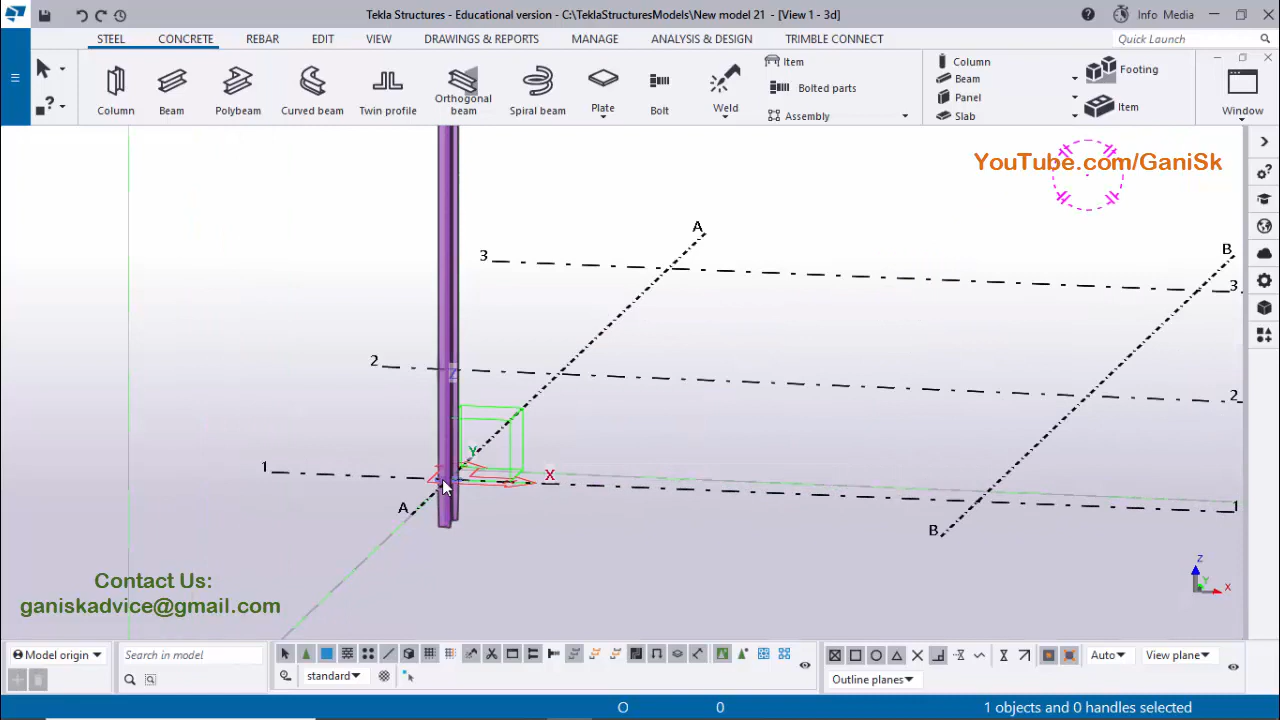 Tekla Structures - Educational version - C:\TeklaStructuresModels\New model 21 - [View 1 - 3d]
Info Media
STEEL CONCRETE REBAR EDIT VIEW DRAWINGS & REPORTS MANAGE ANALYSIS & DESIGN TRIMBLE CONNECT
Quick Launch
Column
Beam
Polybeam
Curved beam
Twin profile
Orthogonal
beam
Spiral beam
Plate
Bolt
Weld
Item
Bolted parts
Assembly
Column
Beam
Panel
Slab
Footing
Item
Window
YouTube.com/GaniSk
A
B
3
3
2
2
Z
Y
X
1
1
A
B
Contact Us:
ganiskadvice@gmail.com
Z
Y
X
Model origin
Search in model
standard
Auto
View plane
Outline planes
O 0 1 objects and 0 handles selected